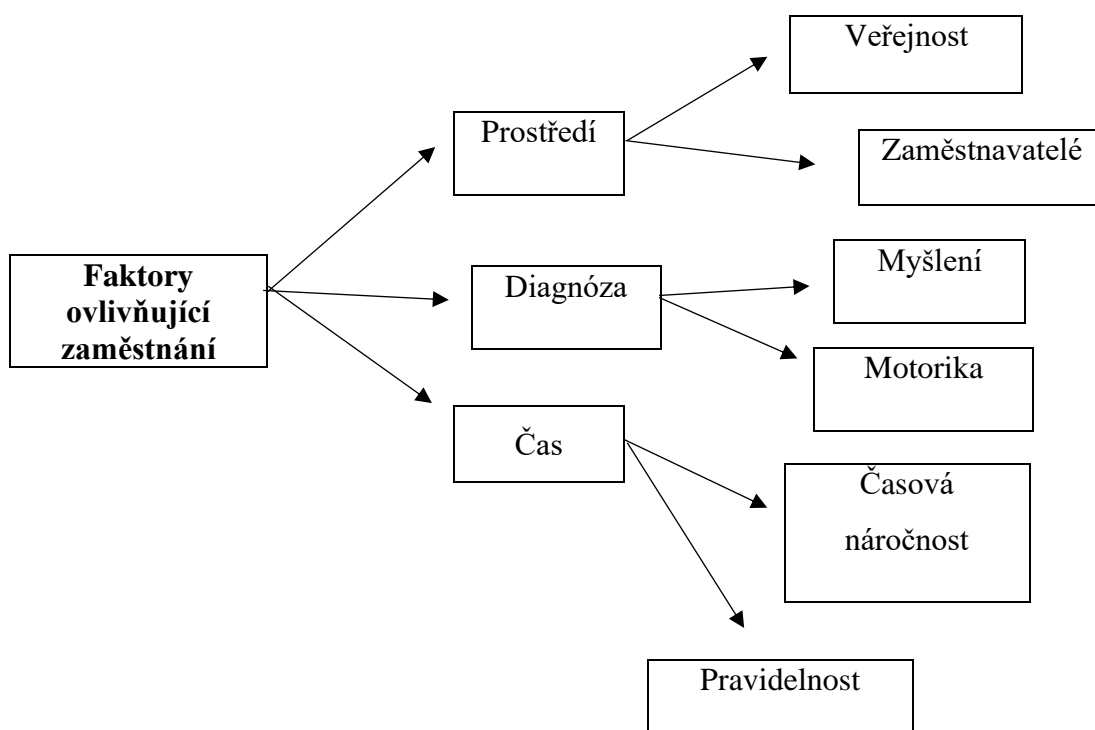 Veřejnost
Prostředí
Zaměstnavatelé
Faktory
ovlivňující
zaměstnání
Diagnóza
Myšlení
Motorika
Čas
Časová
náročnost
Pravidelnost